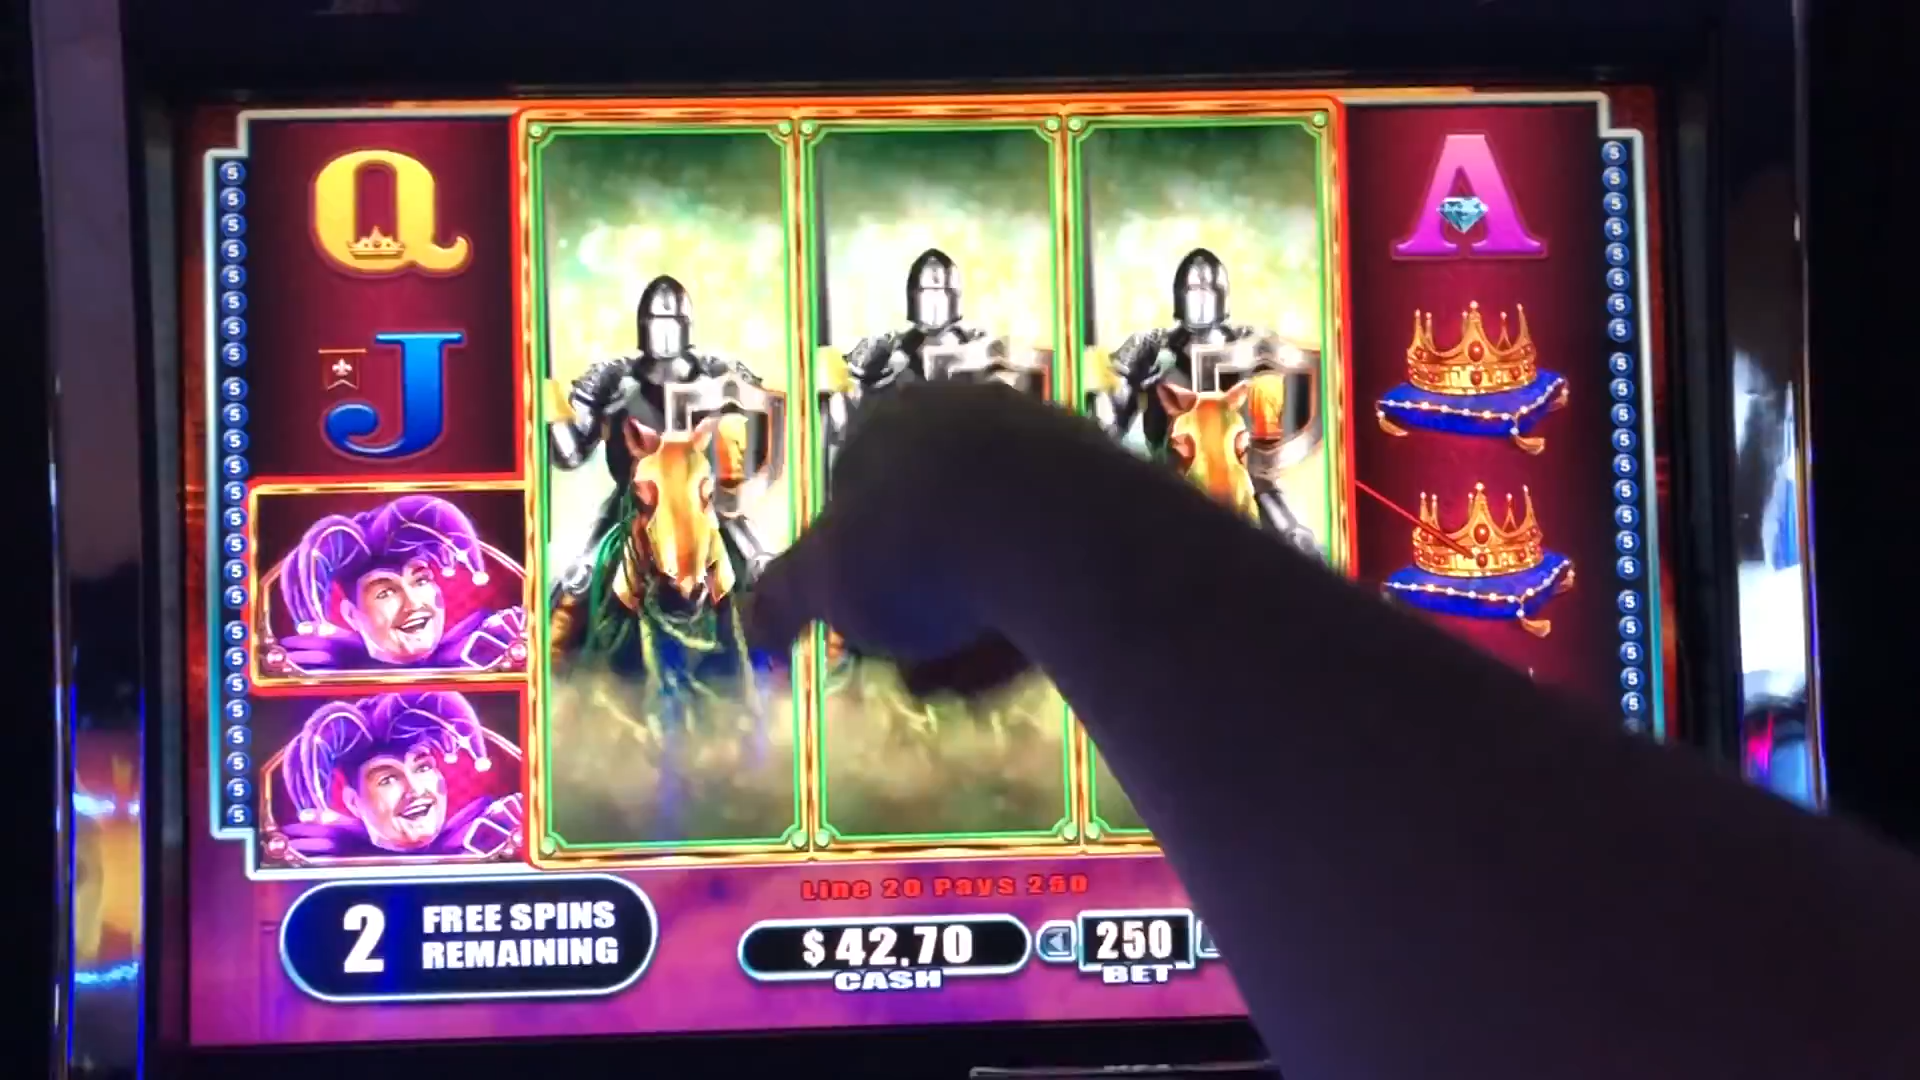 Q
A
J
Line 20 Pays 250
2 FREE SPINS
REMAINING
$42.70
CASH
250
BET